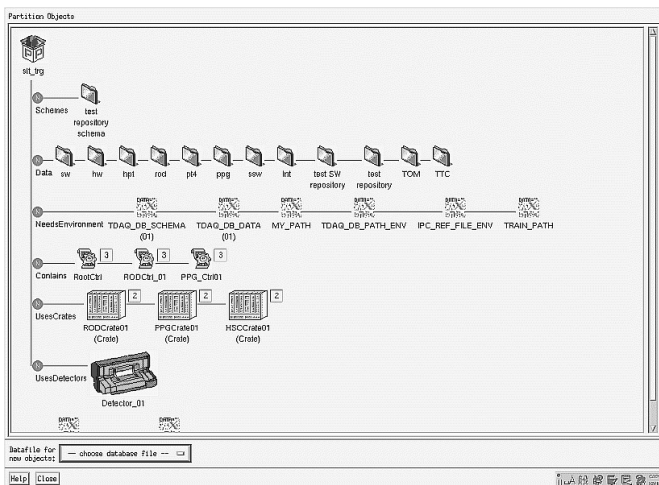 Partition Objects
sit_trg
Schemes
test repository schema
Data sw hw hpt rod pt4 ppg ssw Int test SW repository test repository TOM TTC
NeedsEnvironment TDAQ_DB_SCHEMA (01) TDAQ_DB_DATA (01) MY_PATH TDAQ_DB_PATH_ENV IPC_REF_FILE_ENV TRAIN_PATH
3 3 3
Contains RootCtrl RODCtrl_01 PPG_Ctrl01
2 2 2
UsesCrates
RODCrate01 PPGCrate01 HSCCrate01
(Crate) (Crate) (Crate)
UsesDetectors
Detector_01
Datafile for new objects: -- choose database file --
Help Close